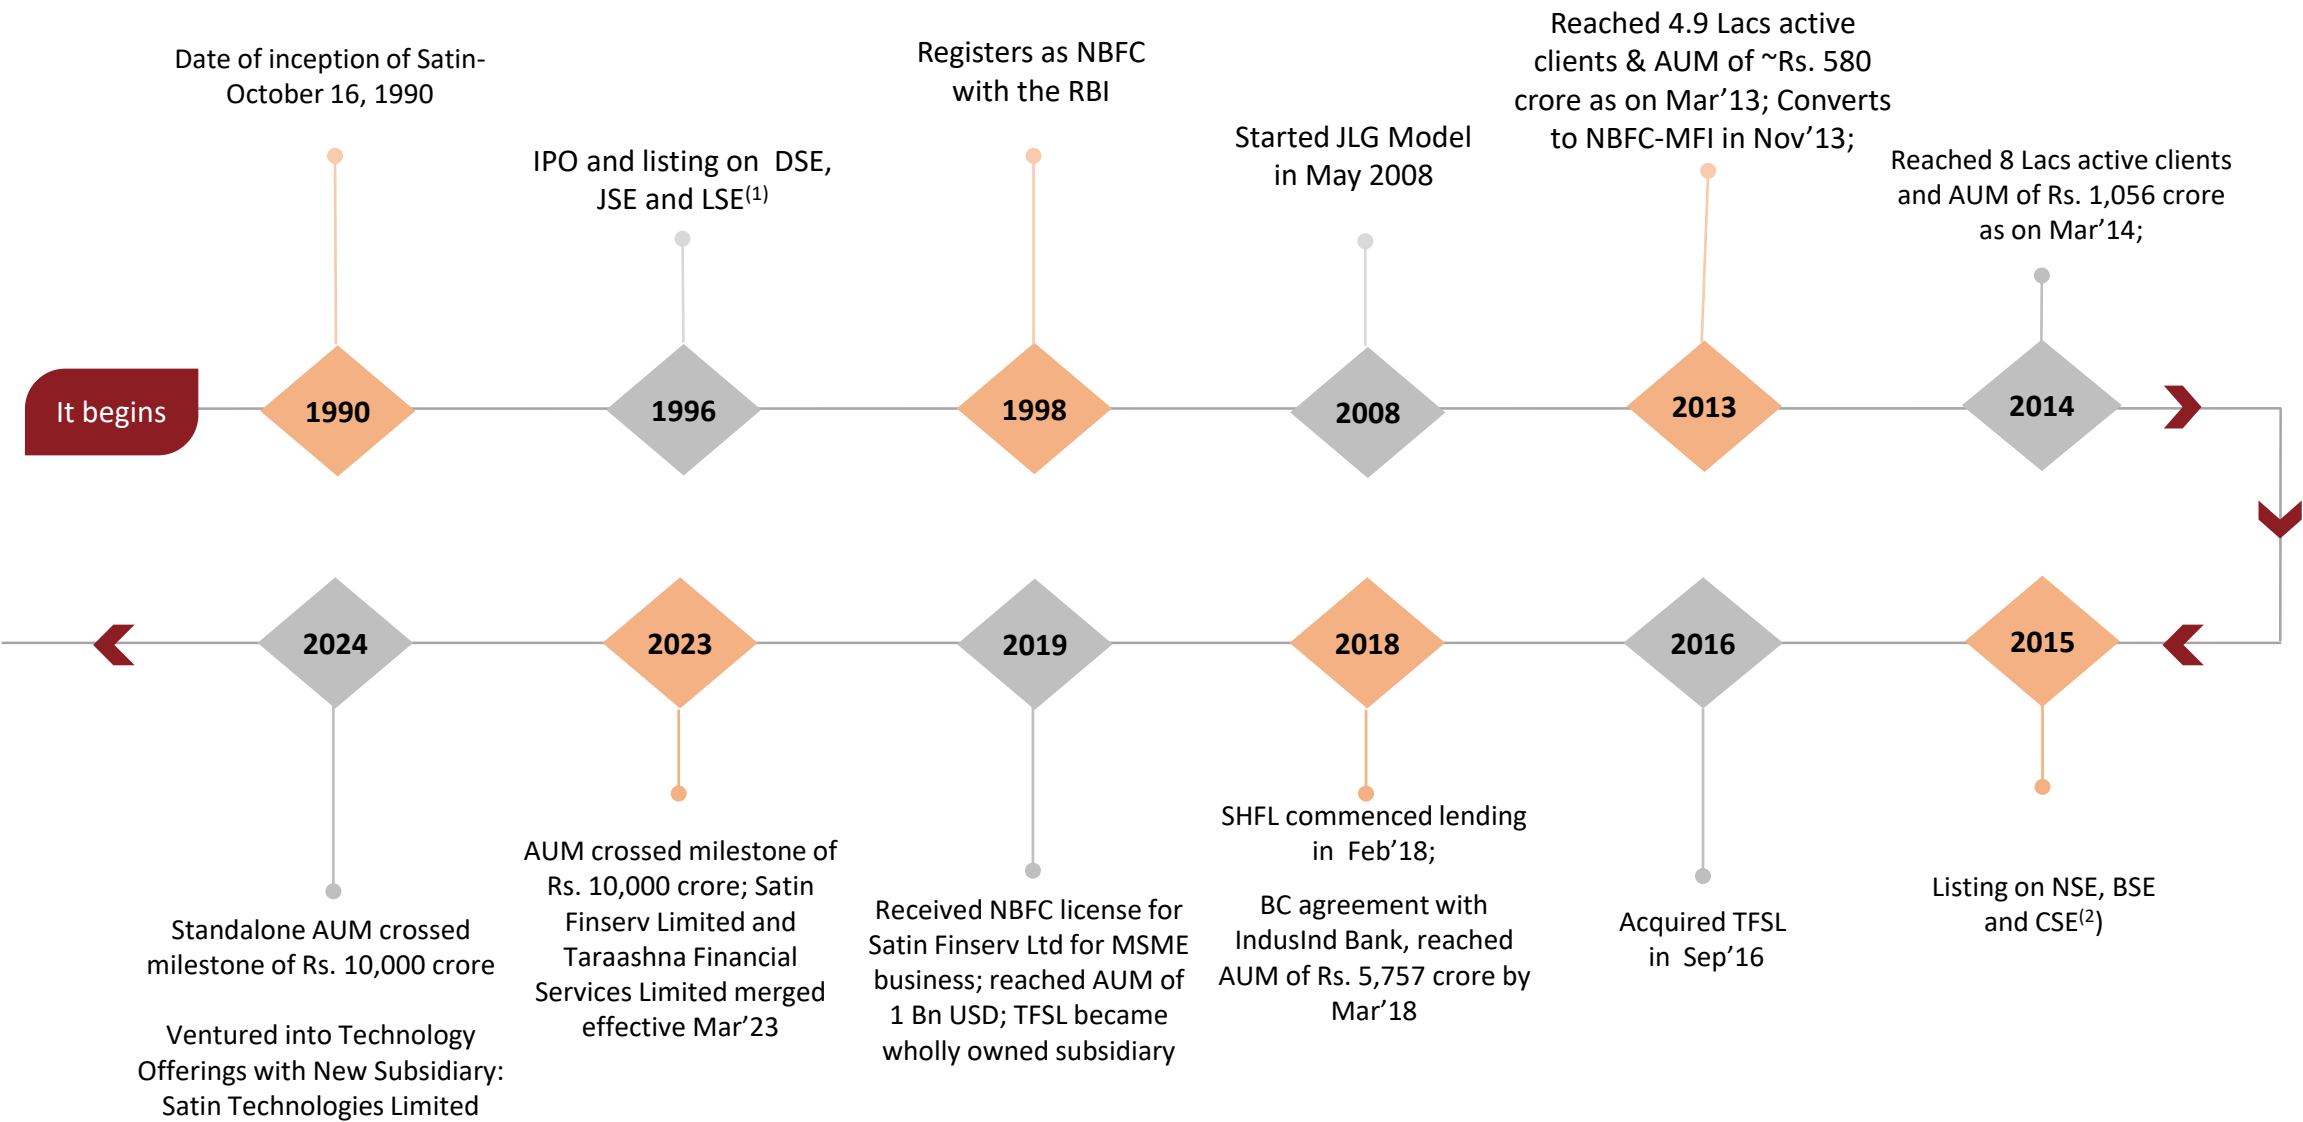 It begins
Date of inception of Satin-
October 16, 1990
1990
IPO and listing on  DSE,
JSE and LSE(1)
1996
Registers as NBFC
with the RBI
1998
Started JLG Model
in May 2008
2008
Reached 4.9 Lacs active
clients & AUM of ~Rs. 580
crore as on Mar’13; Converts
to NBFC-MFI in Nov’13;
2013
Reached 8 Lacs active clients
and AUM of Rs. 1,056 crore
as on Mar’14;
2014
2015
Listing on NSE, BSE
and CSE(2)
2016
Acquired TFSL
in  Sep’16
2018
SHFL commenced lending
in  Feb’18;
BC agreement with
IndusInd Bank, reached
AUM of Rs. 5,757 crore by
Mar’18
2019
Received NBFC license for
Satin Finserv Ltd for MSME
business; reached AUM of
1 Bn USD; TFSL became
wholly owned subsidiary
2023
AUM crossed milestone of
Rs. 10,000 crore; Satin
Finserv Limited and
Taraashna Financial
Services Limited merged
effective Mar’23
2024
Standalone AUM crossed
milestone of Rs. 10,000 crore
Ventured into Technology
Offerings with New Subsidiary:
Satin Technologies Limited